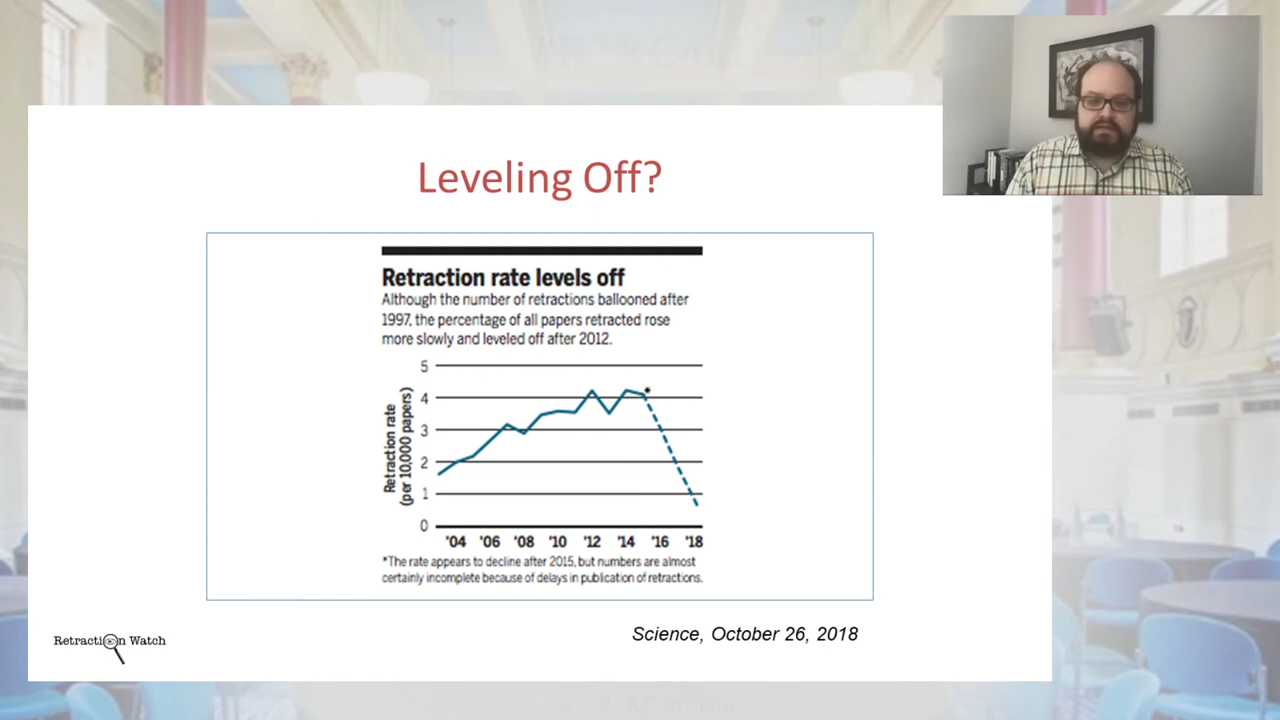 Leveling Off?
Retraction rate levels off
Although the number of retractions ballooned after
1997, the percentage of all papers retracted rose
more slowly and leveled off after 2012.
Retraction rate
(per 10,000 papers)
5
4
3
2
1
0
*
'04 '06 '08 '10 '12 '14 '16 '18
*The rate appears to decline after 2015, but numbers are almost
certainly incomplete because of delays in publication of retractions.
Science, October 26, 2018
Retraction Watch